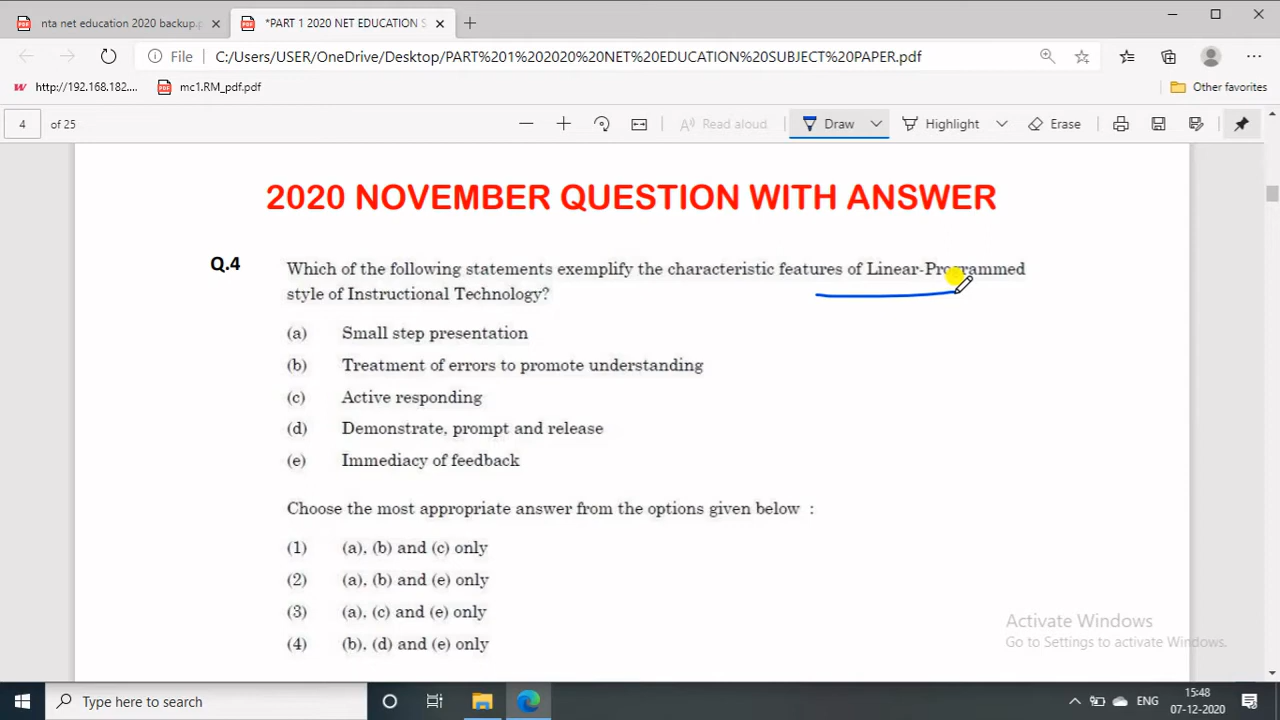 nta net education 2020 backup.p
*PART 1 2020 NET EDUCATION S
File
C:/Users/USER/OneDrive/Desktop/PART%201%202020%20NET%20EDUCATION%20SUBJECT%20PAPER.pdf
http://192.168.182....
mc1.RM_pdf.pdf
Other favorites
4 of 25
Read aloud
Draw
Highlight
Erase
2020 NOVEMBER QUESTION WITH ANSWER
Q.4 Which of the following statements exemplify the characteristic features of Linear-Programmed
style of Instructional Technology?
(a) Small step presentation
(b) Treatment of errors to promote understanding
(c) Active responding
(d) Demonstrate, prompt and release
(e) Immediacy of feedback
Choose the most appropriate answer from the options given below :
(1) (a), (b) and (c) only
(2) (a), (b) and (e) only
(3) (a), (c) and (e) only
(4) (b), (d) and (e) only
Activate Windows
Go to Settings to activate Windows.
Type here to search
ENG
15:48
07-12-2020